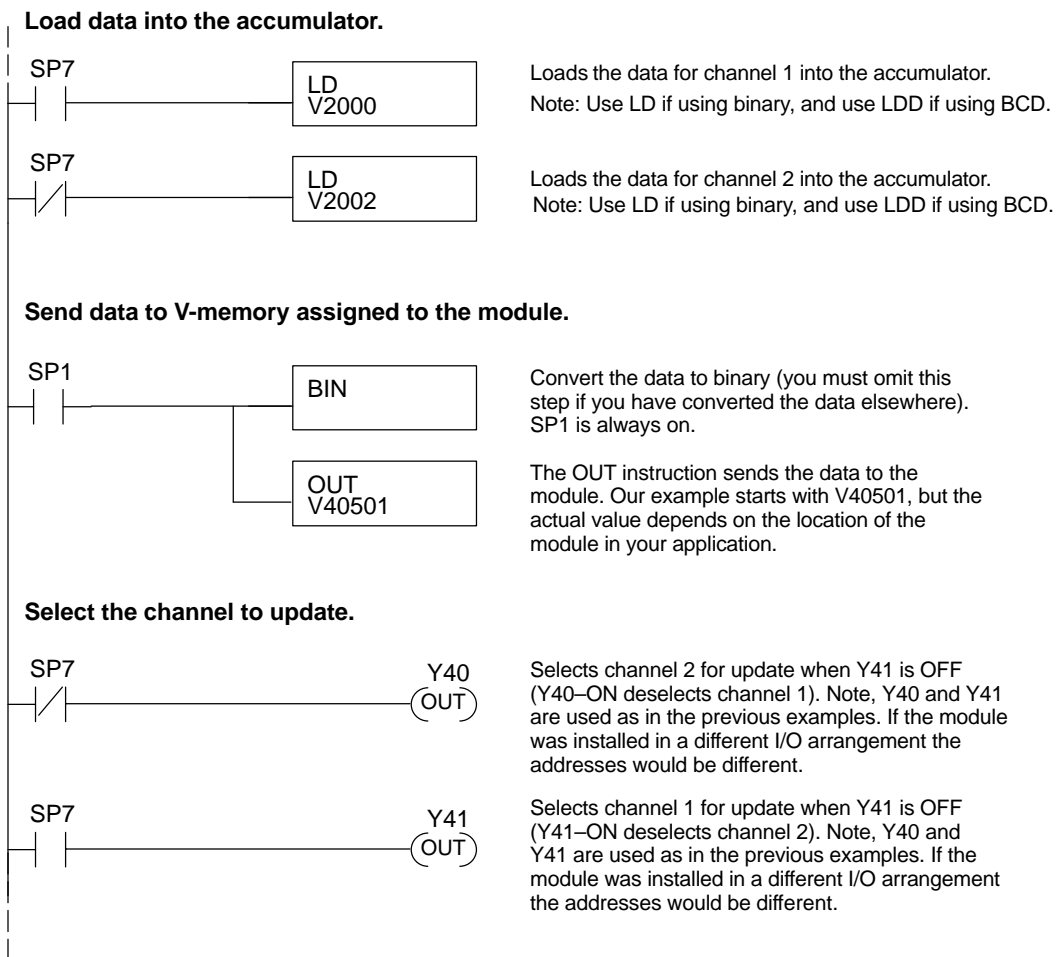 Load data into the accumulator.
SP7
LD
V2000
Loads the data for channel 1 into the accumulator.
Note: Use LD if using binary, and use LDD if using BCD.
SP7
LD
V2002
Loads the data for channel 2 into the accumulator.
Note: Use LD if using binary, and use LDD if using BCD.
Send data to V-memory assigned to the module.
SP1
BIN
Convert the data to binary (you must omit this
step if you have converted the data elsewhere).
SP1 is always on.
OUT
V40501
The OUT instruction sends the data to the
module. Our example starts with V40501, but the
actual value depends on the location of the
module in your application.
Select the channel to update.
SP7
Y40
OUT
Selects channel 2 for update when Y41 is OFF
(Y40–ON deselects channel 1). Note, Y40 and Y41
are used as in the previous examples. If the module
was installed in a different I/O arrangement the
addresses would be different.
SP7
Y41
OUT
Selects channel 1 for update when Y41 is OFF
(Y41–ON deselects channel 2). Note, Y40 and
Y41 are used as in the previous examples. If the
module was installed in a different I/O arrangement
the addresses would be different.